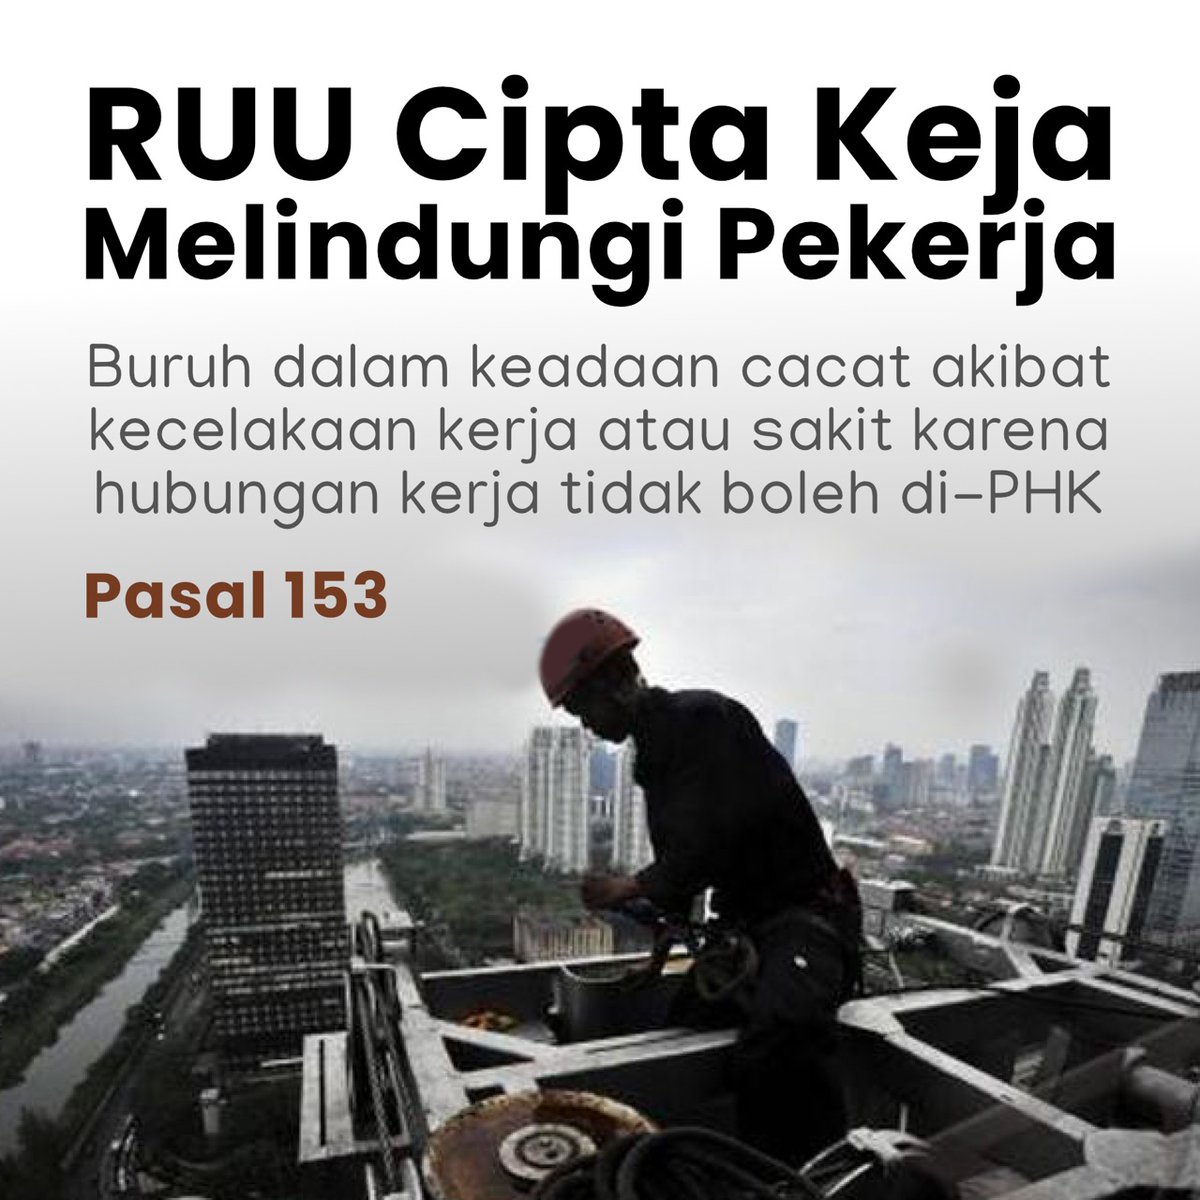 RUU Cipta Keja
Melindungi Pekerja
Buruh dalam keadaan cacat akibat
kecelakaan kerja atau sakit karena
hubungan kerja tidak boleh di-PHK
Pasal 153